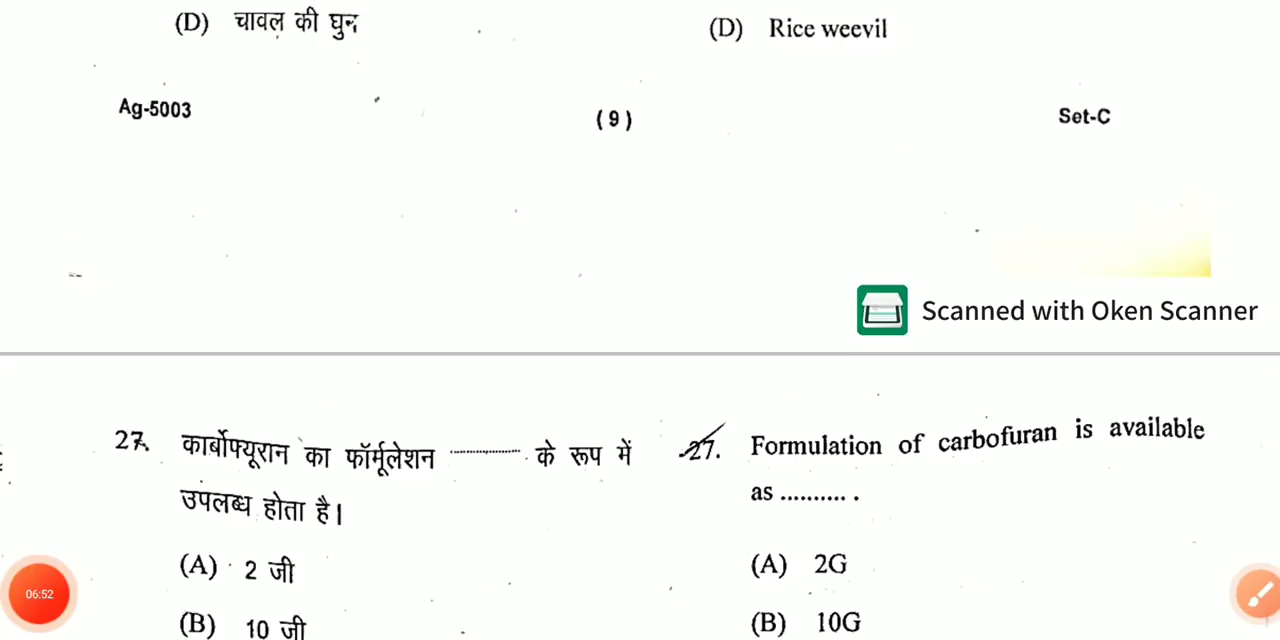 (D) चावल की घुन
(D) Rice weevil
Ag-5003 (9) Set-C
Scanned with Oken Scanner
27. कार्बोफ्यूरान का फॉर्मूलेशन .................. के रूप में
उपलब्ध होता है।
(A) 2 जी
(B) 10 जी
27. Formulation of carbofuran is available
as .......... .
(A) 2G
(B) 10G
06:52